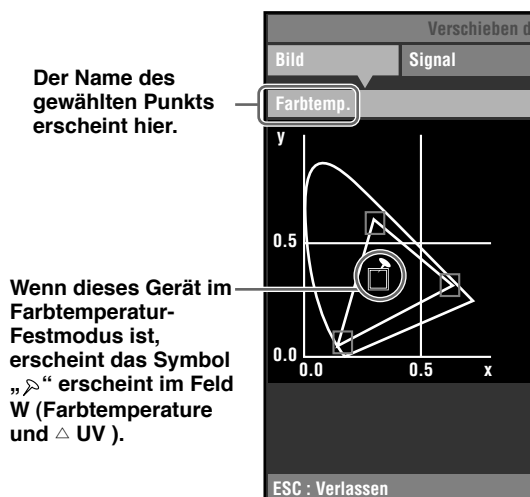 Verschieben d
Bild Signal
Der Name des
gewählten Punkts
erscheint hier.
Farbtemp.
y
0.5
0.0
0.0 0.5 x
Wenn dieses Gerät im
Farbtemperatur-
Festmodus ist,
erscheint das Symbol
„ “ erscheint im Feld
W (Farbtemperature
und △ UV ).
ESC : Verlassen